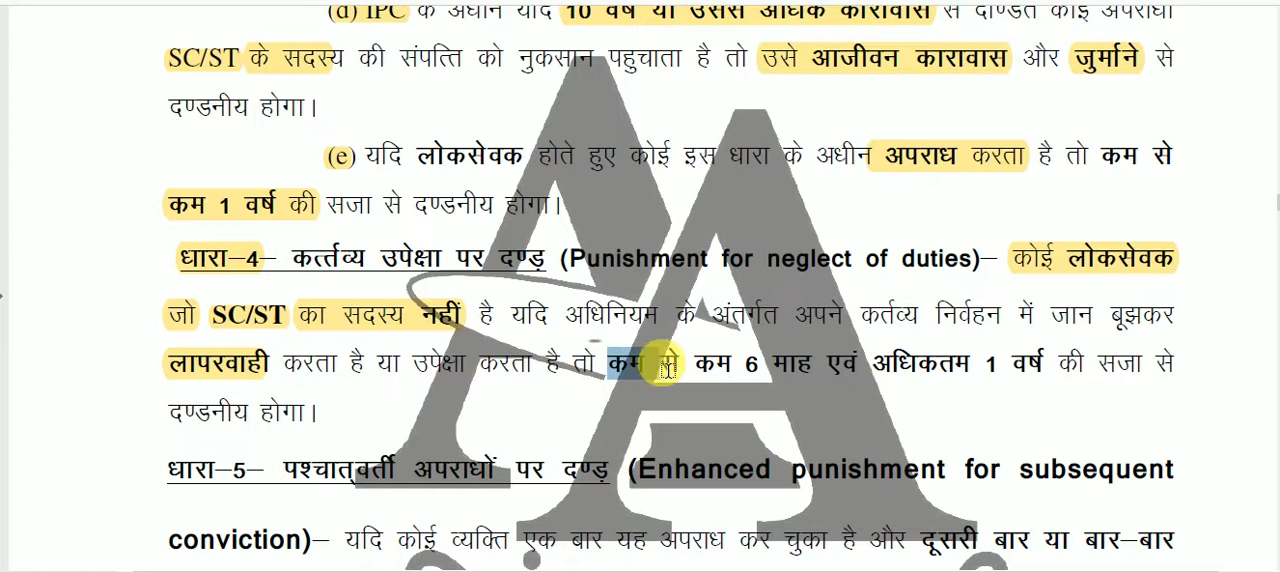 (d) IPC के अधीन यदि 10 वर्ष या उससे अधिक कारावास से दण्डित कोई अपराधी
SC/ST के सदस्य की संपत्ति को नुकसान पहुचाता है तो उसे आजीवन कारावास और जुर्माने से
दण्डनीय होगा।
(e) यदि लोकसेवक होते हुए कोई इस धारा के अधीन अपराध करता है तो कम से
कम 1 वर्ष की सजा से दण्डनीय होगा।
धारा–4– कर्त्तव्य उपेक्षा पर दण्ड़ (Punishment for neglect of duties)– कोई लोकसेवक
जो SC/ST का सदस्य नहीं है यदि अधिनियम के अंतर्गत अपने कर्तव्य निर्वहन में जान बूझकर
लापरवाही करता है या उपेक्षा करता है तो कम से कम 6 माह एवं अधिकतम 1 वर्ष की सजा से
दण्डनीय होगा।
धारा–5– पश्चात्वर्ती अपराधों पर दण्ड़ (Enhanced punishment for subsequent
conviction)– यदि कोई व्यक्ति एक बार यह अपराध कर चुका है और दूसरी बार या बार–बार